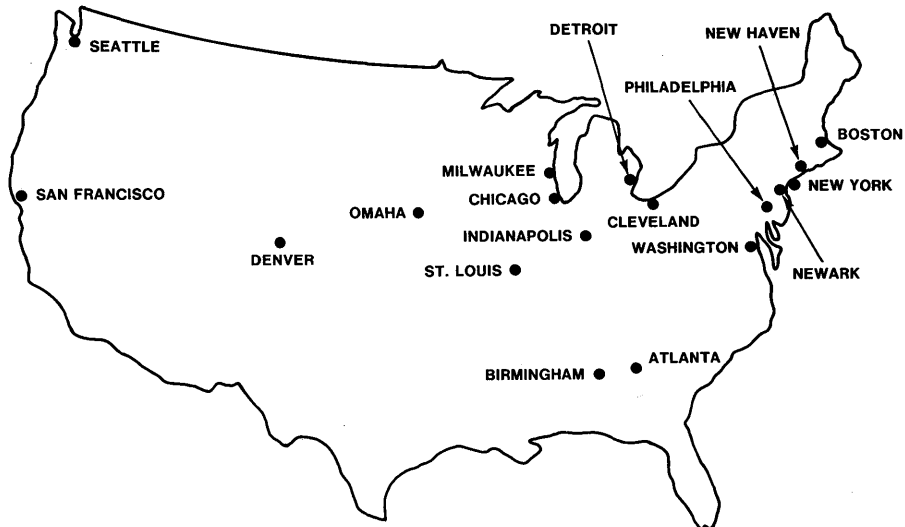 DETROIT
NEW HAVEN
SEATTLE
PHILADELPHIA
BOSTON
MILWAUKEE
SAN FRANCISCO
CHICAGO
NEW YORK
OMAHA
CLEVELAND
INDIANAPOLIS
WASHINGTON
DENVER
ST. LOUIS
NEWARK
ATLANTA
BIRMINGHAM